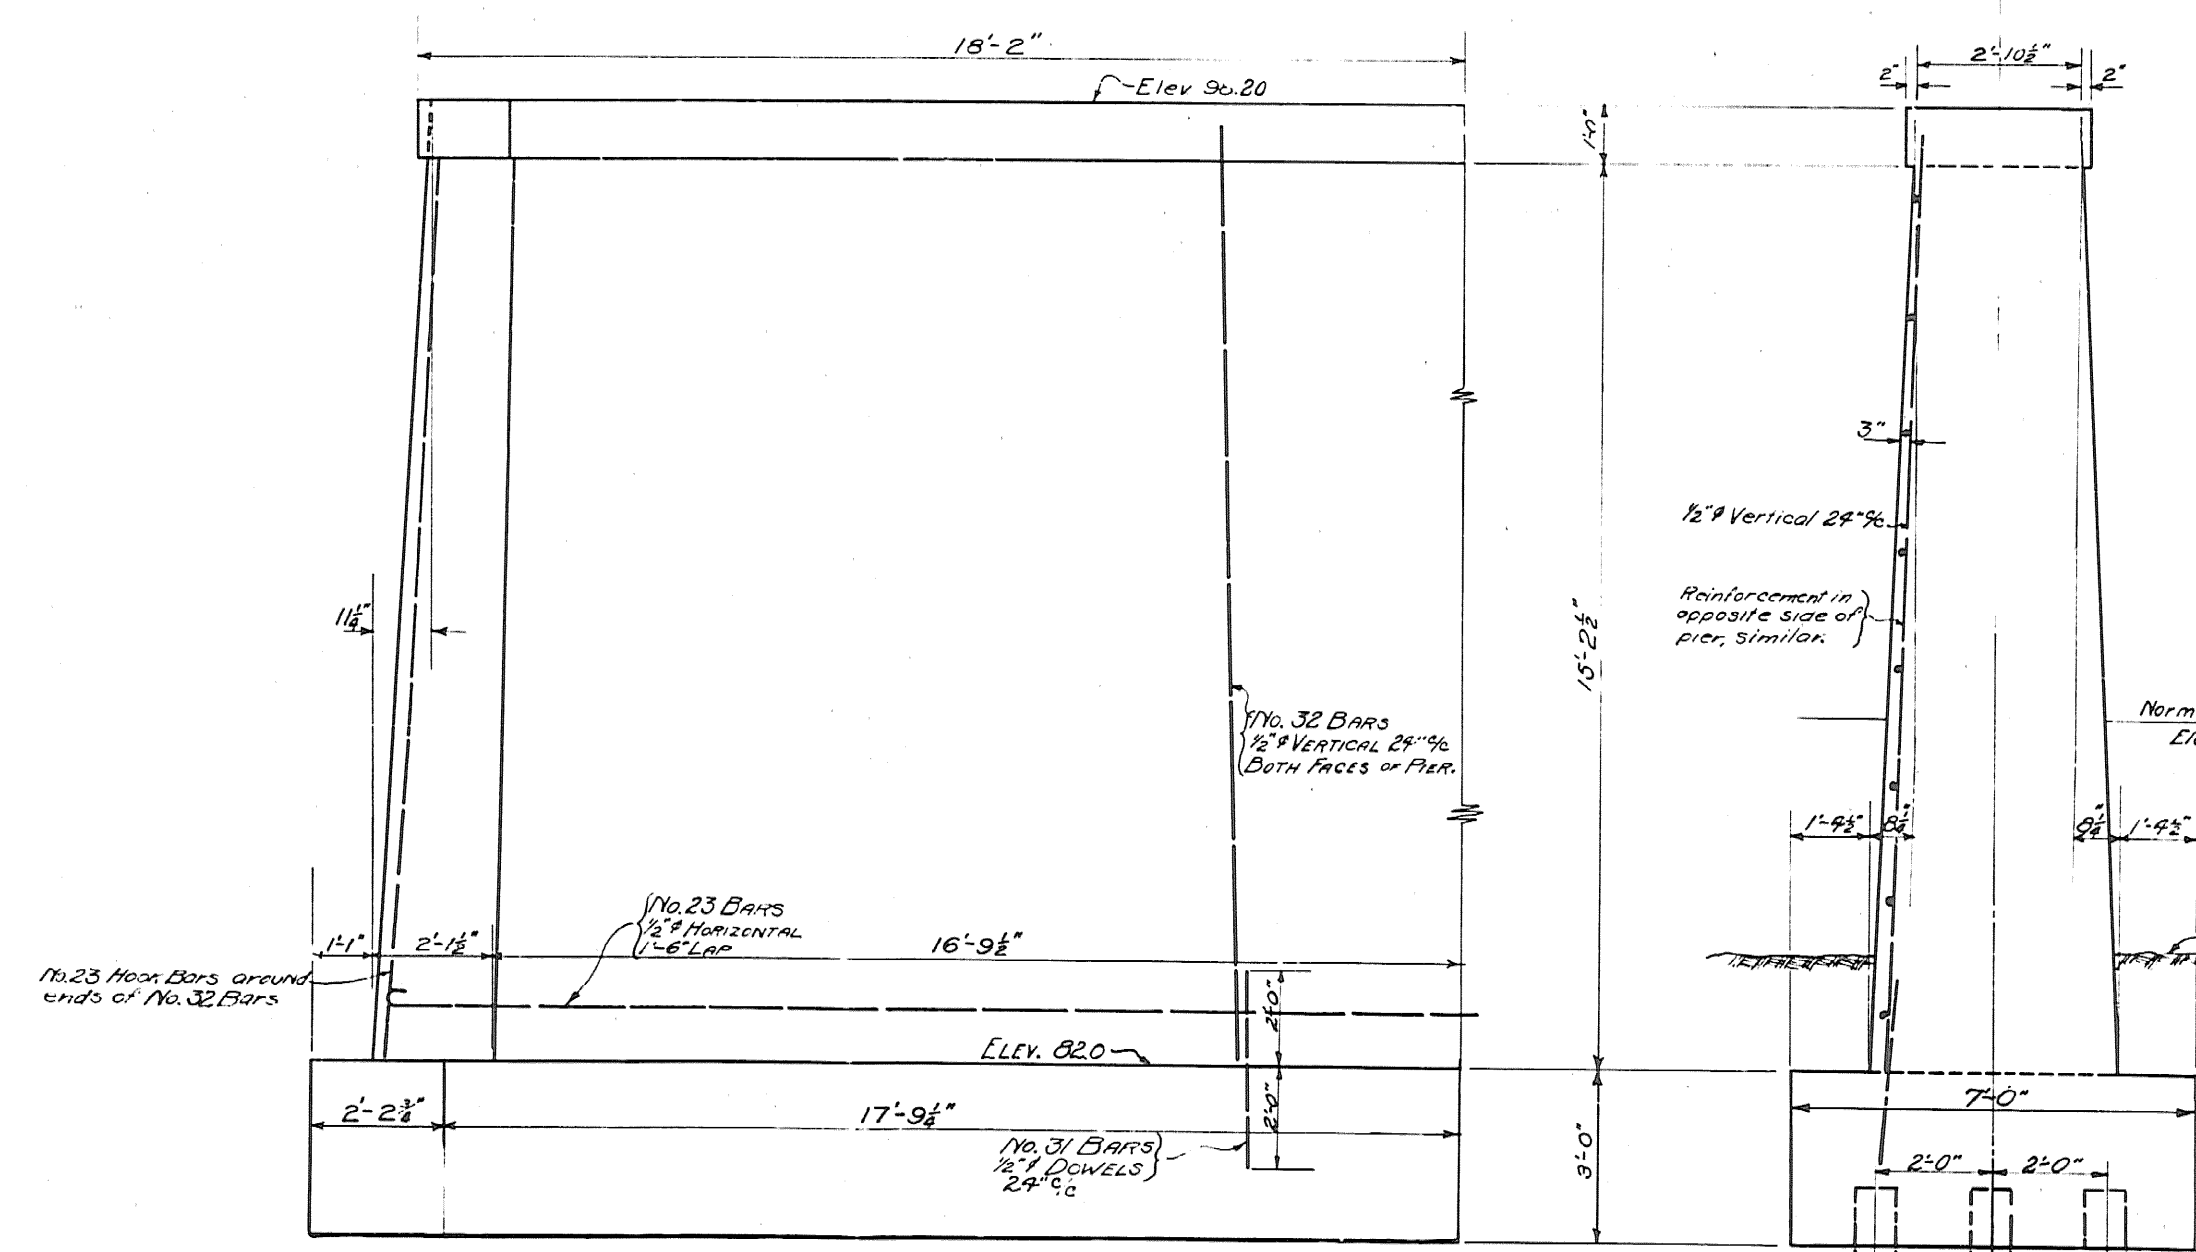 18'-2"
Elev 98.20
11¼"
No. 32 BARS
½"⌀ VERTICAL 24" c/c
BOTH FACES OF PIER.
No. 23 BARS
½"⌀ HORIZONTAL
1'-6" LAP
1'-1"
2'-1½"
16'-9½"
No. 23 Hook Bars around
ends of No. 32 Bars
2'-0"
ELEV. 82.0
2'-2¾"
17'-9¼"
2'-0"
No. 31 BARS
½"⌀ DOWELS
24" c/c
1'-0"
15'-2½"
3'-0"
2'-10½"
2"
2"
3"
½"⌀ Vertical 24" c/c
Reinforcement in
opposite side of
pier, similar.
Norm
1'-4½"
8¼"
8¼"
1'-4½"
7'-0"
2'-0"
2'-0"